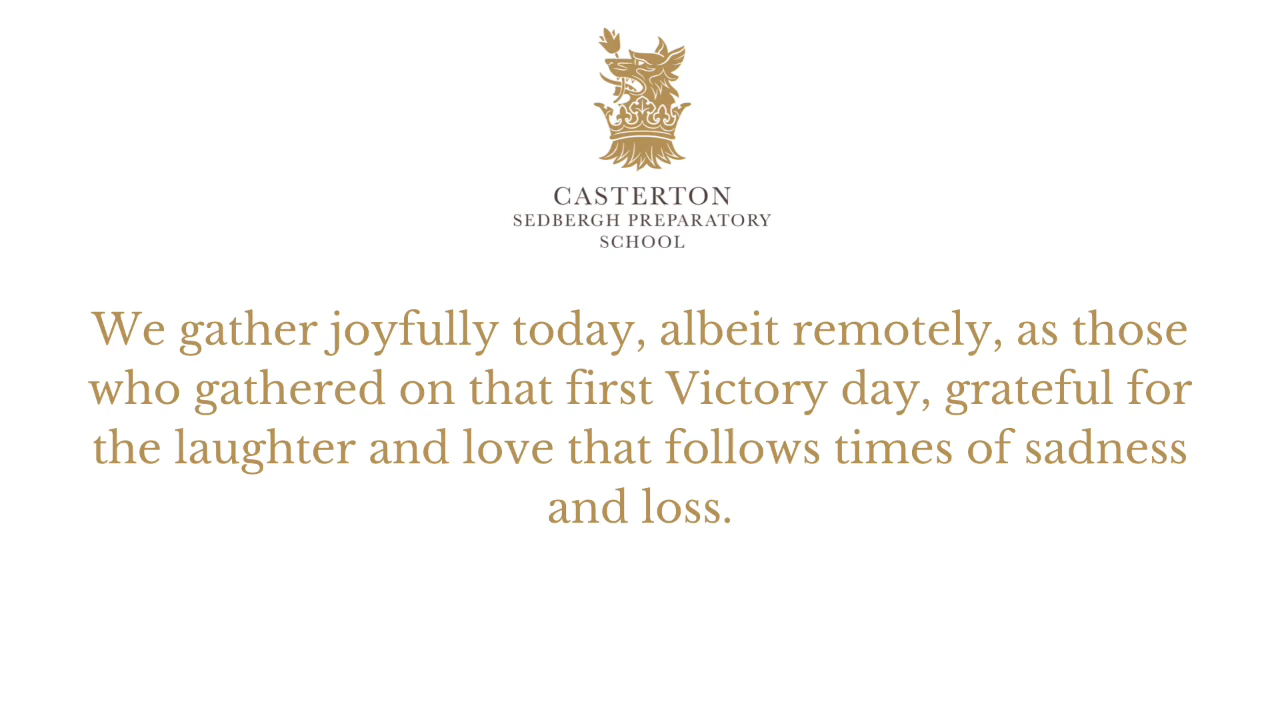 CASTERTON
SEDBERGH PREPARATORY
SCHOOL
We gather joyfully today, albeit remotely, as those
who gathered on that first Victory day, grateful for
the laughter and love that follows times of sadness
and loss.